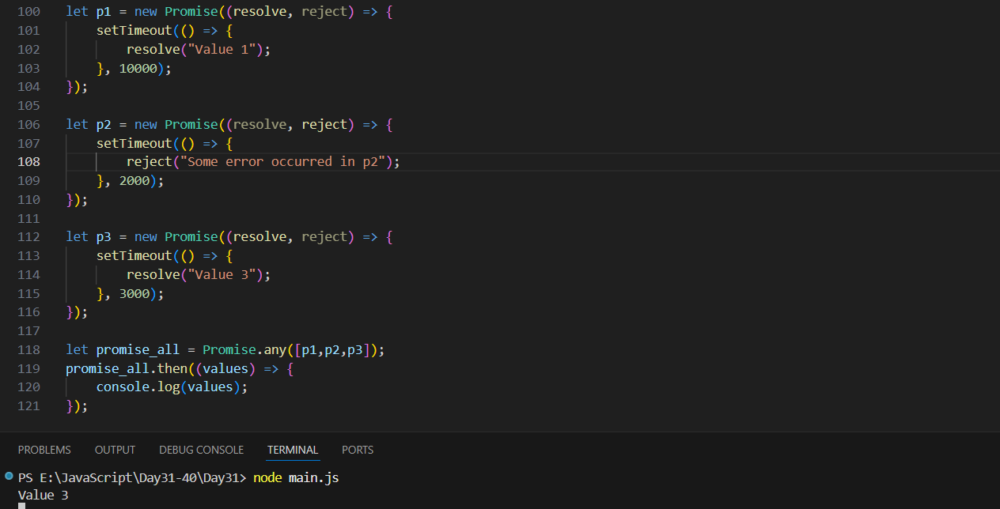 100 let p1 = new Promise((resolve, reject) => {
101     setTimeout(() => {
102         resolve("Value 1");
103     }, 10000);
104 });
105
106 let p2 = new Promise((resolve, reject) => {
107     setTimeout(() => {
108         reject("Some error occurred in p2");
109     }, 2000);
110 });
111
112 let p3 = new Promise((resolve, reject) => {
113     setTimeout(() => {
114         resolve("Value 3");
115     }, 3000);
116 });
117
118 let promise_all = Promise.any([p1,p2,p3]);
119 promise_all.then((values) => {
120     console.log(values);
121 });
PROBLEMS OUTPUT DEBUG CONSOLE TERMINAL PORTS
PS E:\JavaScript\Day31-40\Day31> node main.js
Value 3